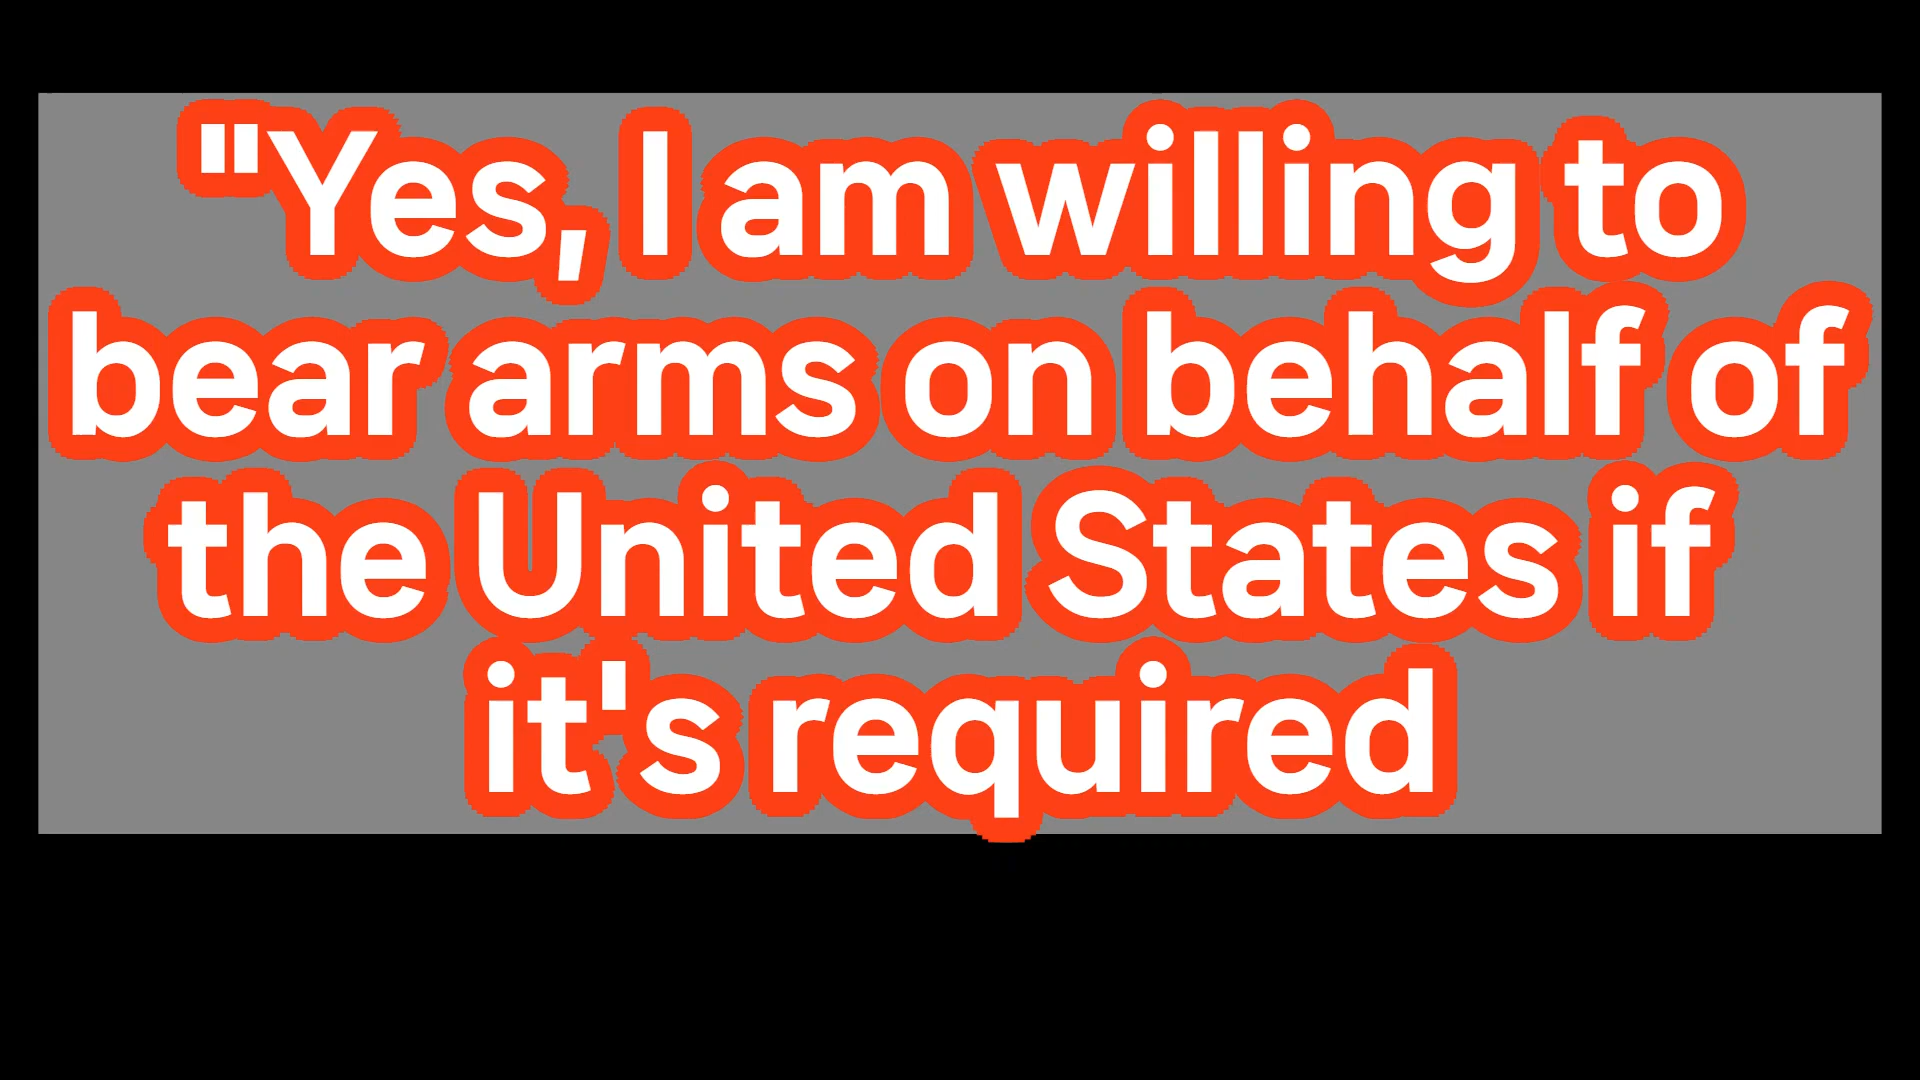 "Yes, I am willing to
bear arms on behalf of
the United States if
it's required